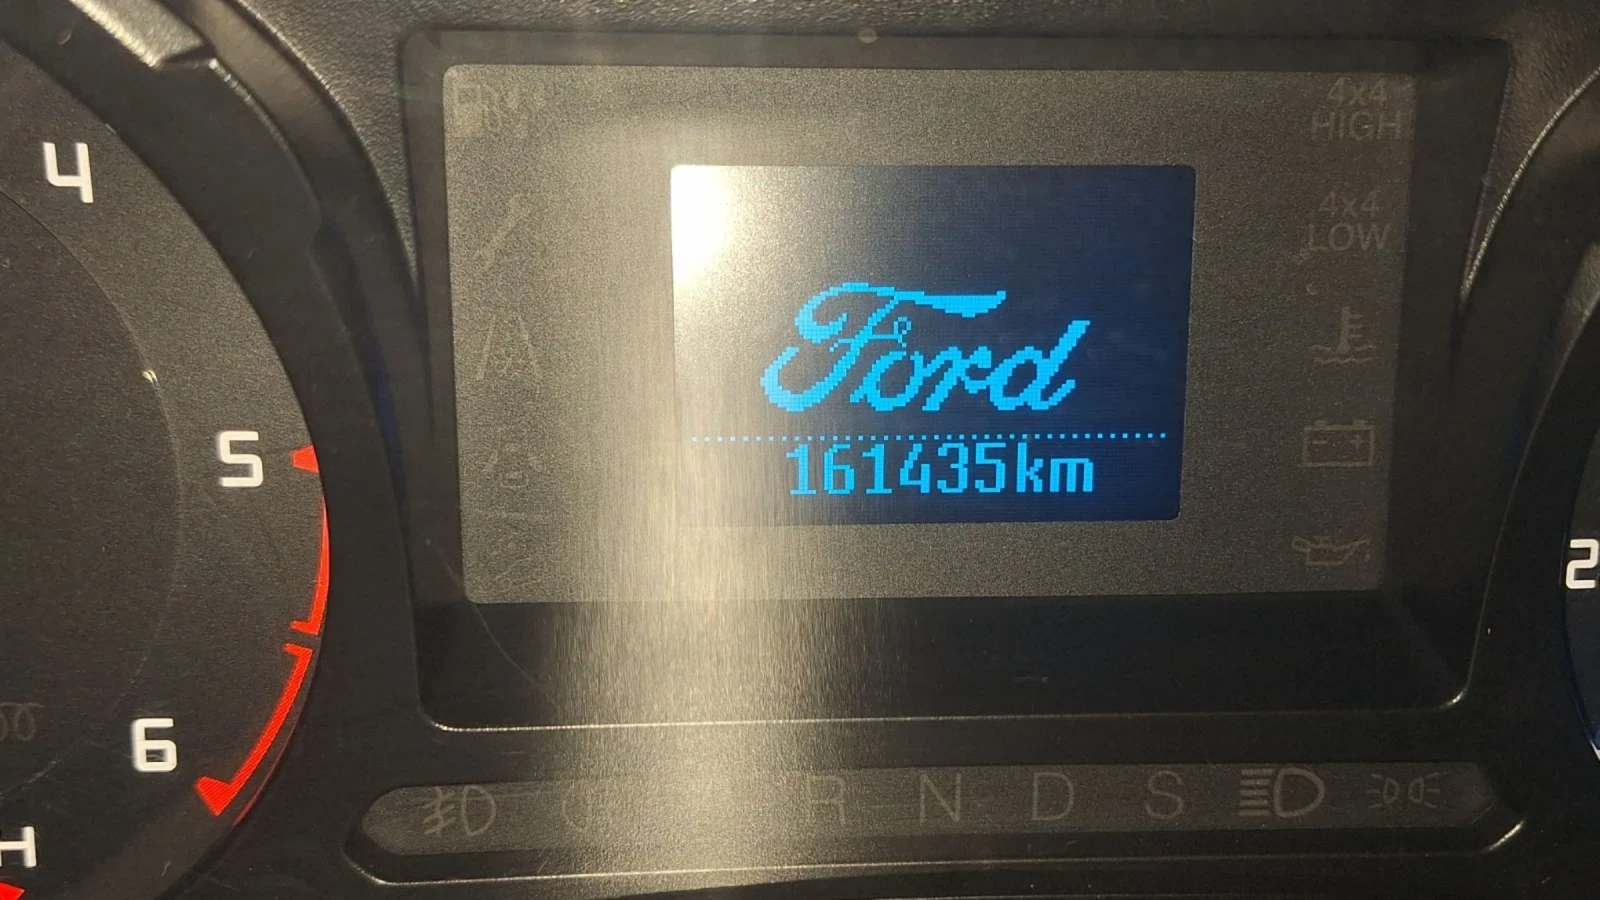 4
4x4
HIGH
4x4
LOW
Ford
5
161435km
2
6
R N D S
H